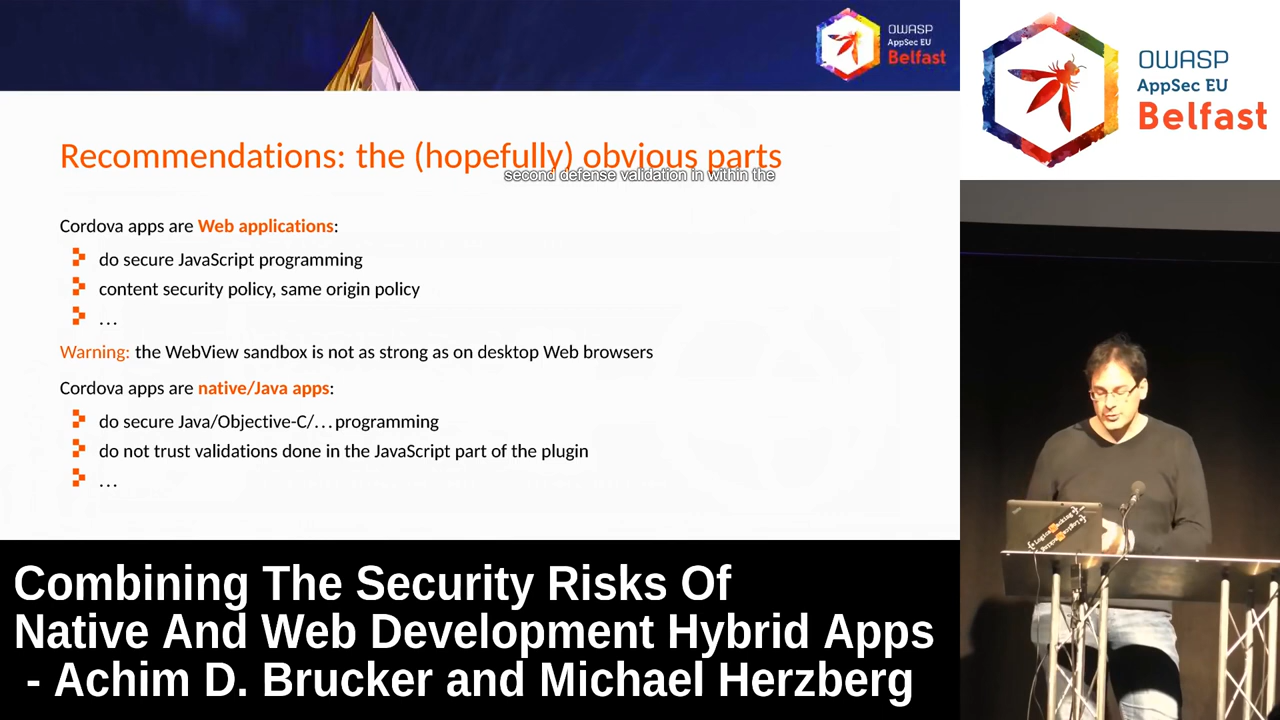 OWASP
AppSec EU
Belfast
OWASP
AppSec EU
Belfast
Recommendations: the (hopefully) obvious parts
second defense validation in within the
Cordova apps are Web applications:
do secure JavaScript programming
content security policy, same origin policy
...
Warning: the WebView sandbox is not as strong as on desktop Web browsers
Cordova apps are native/Java apps:
do secure Java/Objective-C/... programming
do not trust validations done in the JavaScript part of the plugin
...
Combining The Security Risks Of
Native And Web Development Hybrid Apps
- Achim D. Brucker and Michael Herzberg